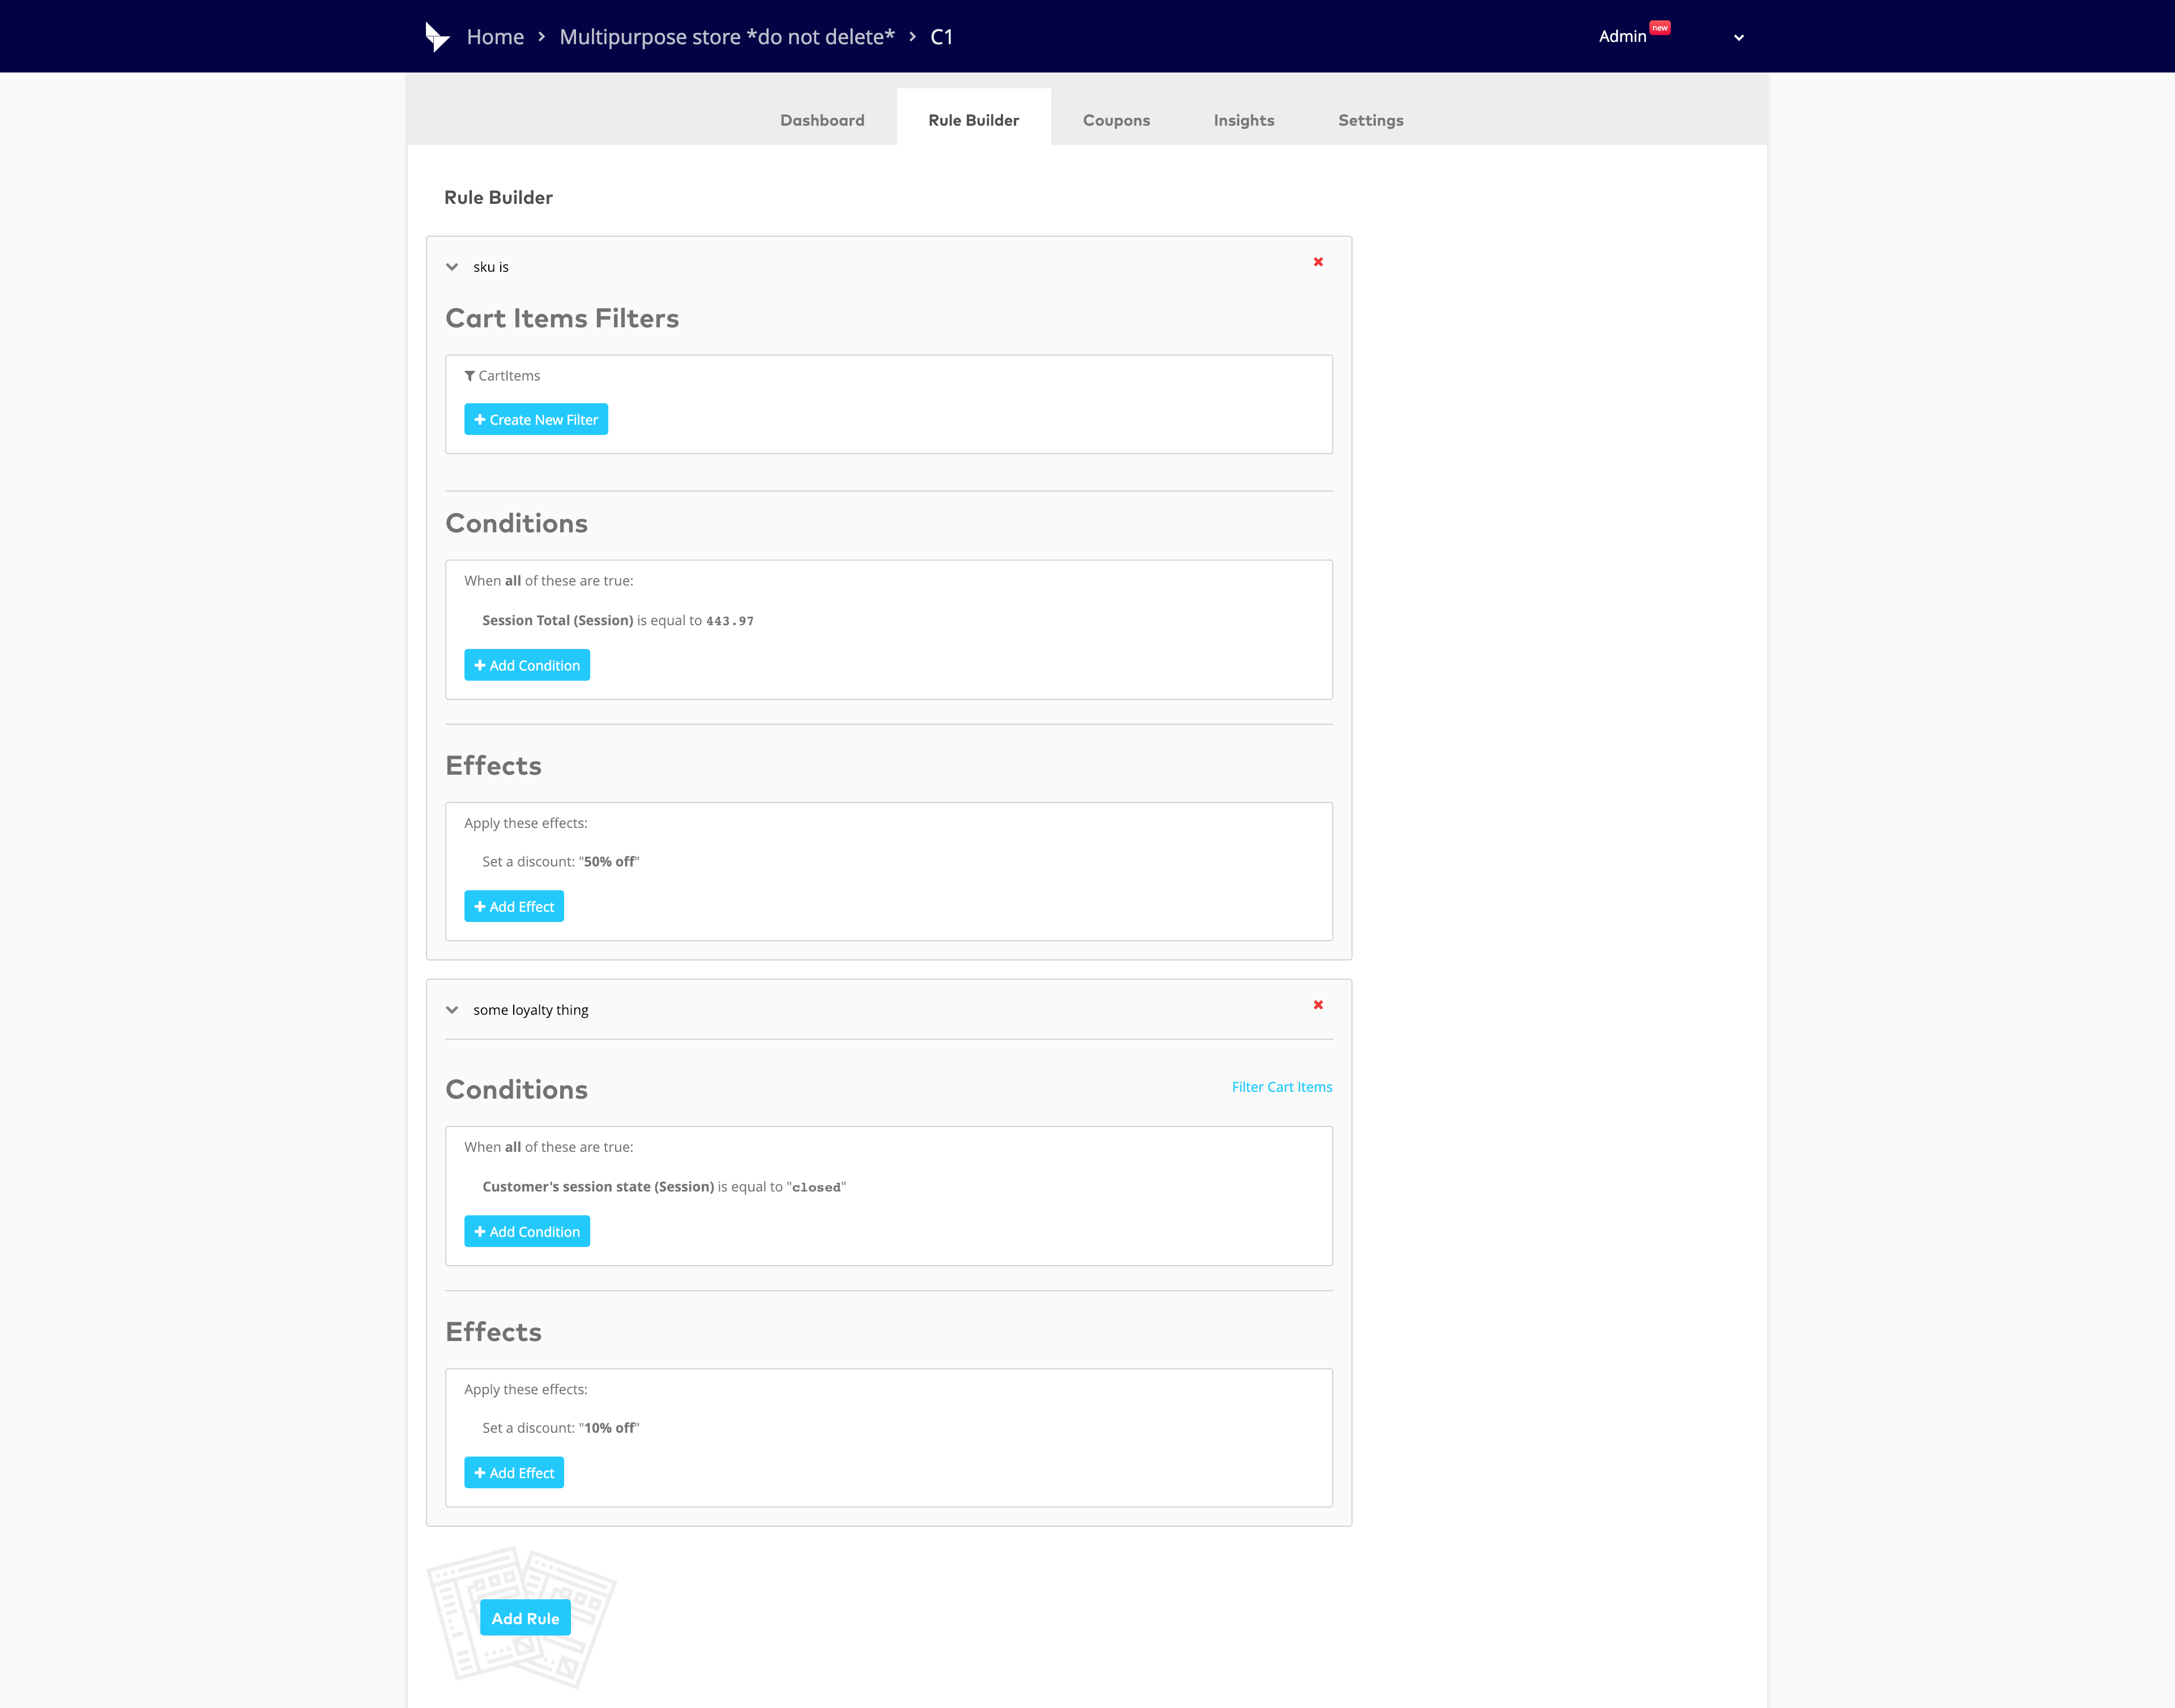 Home > Multipurpose store *do not delete* > C1
Admin new
Dashboard Rule Builder Coupons Insights Settings
Rule Builder
sku is
Cart Items Filters
CartItems
Create New Filter
Conditions
When all of these are true:
Session Total (Session) is equal to 443.97
Add Condition
Effects
Apply these effects:
Set a discount: "50% off"
Add Effect
some loyalty thing
Conditions
Filter Cart Items
When all of these are true:
Customer's session state (Session) is equal to "closed"
Add Condition
Effects
Apply these effects:
Set a discount: "10% off"
Add Effect
Add Rule